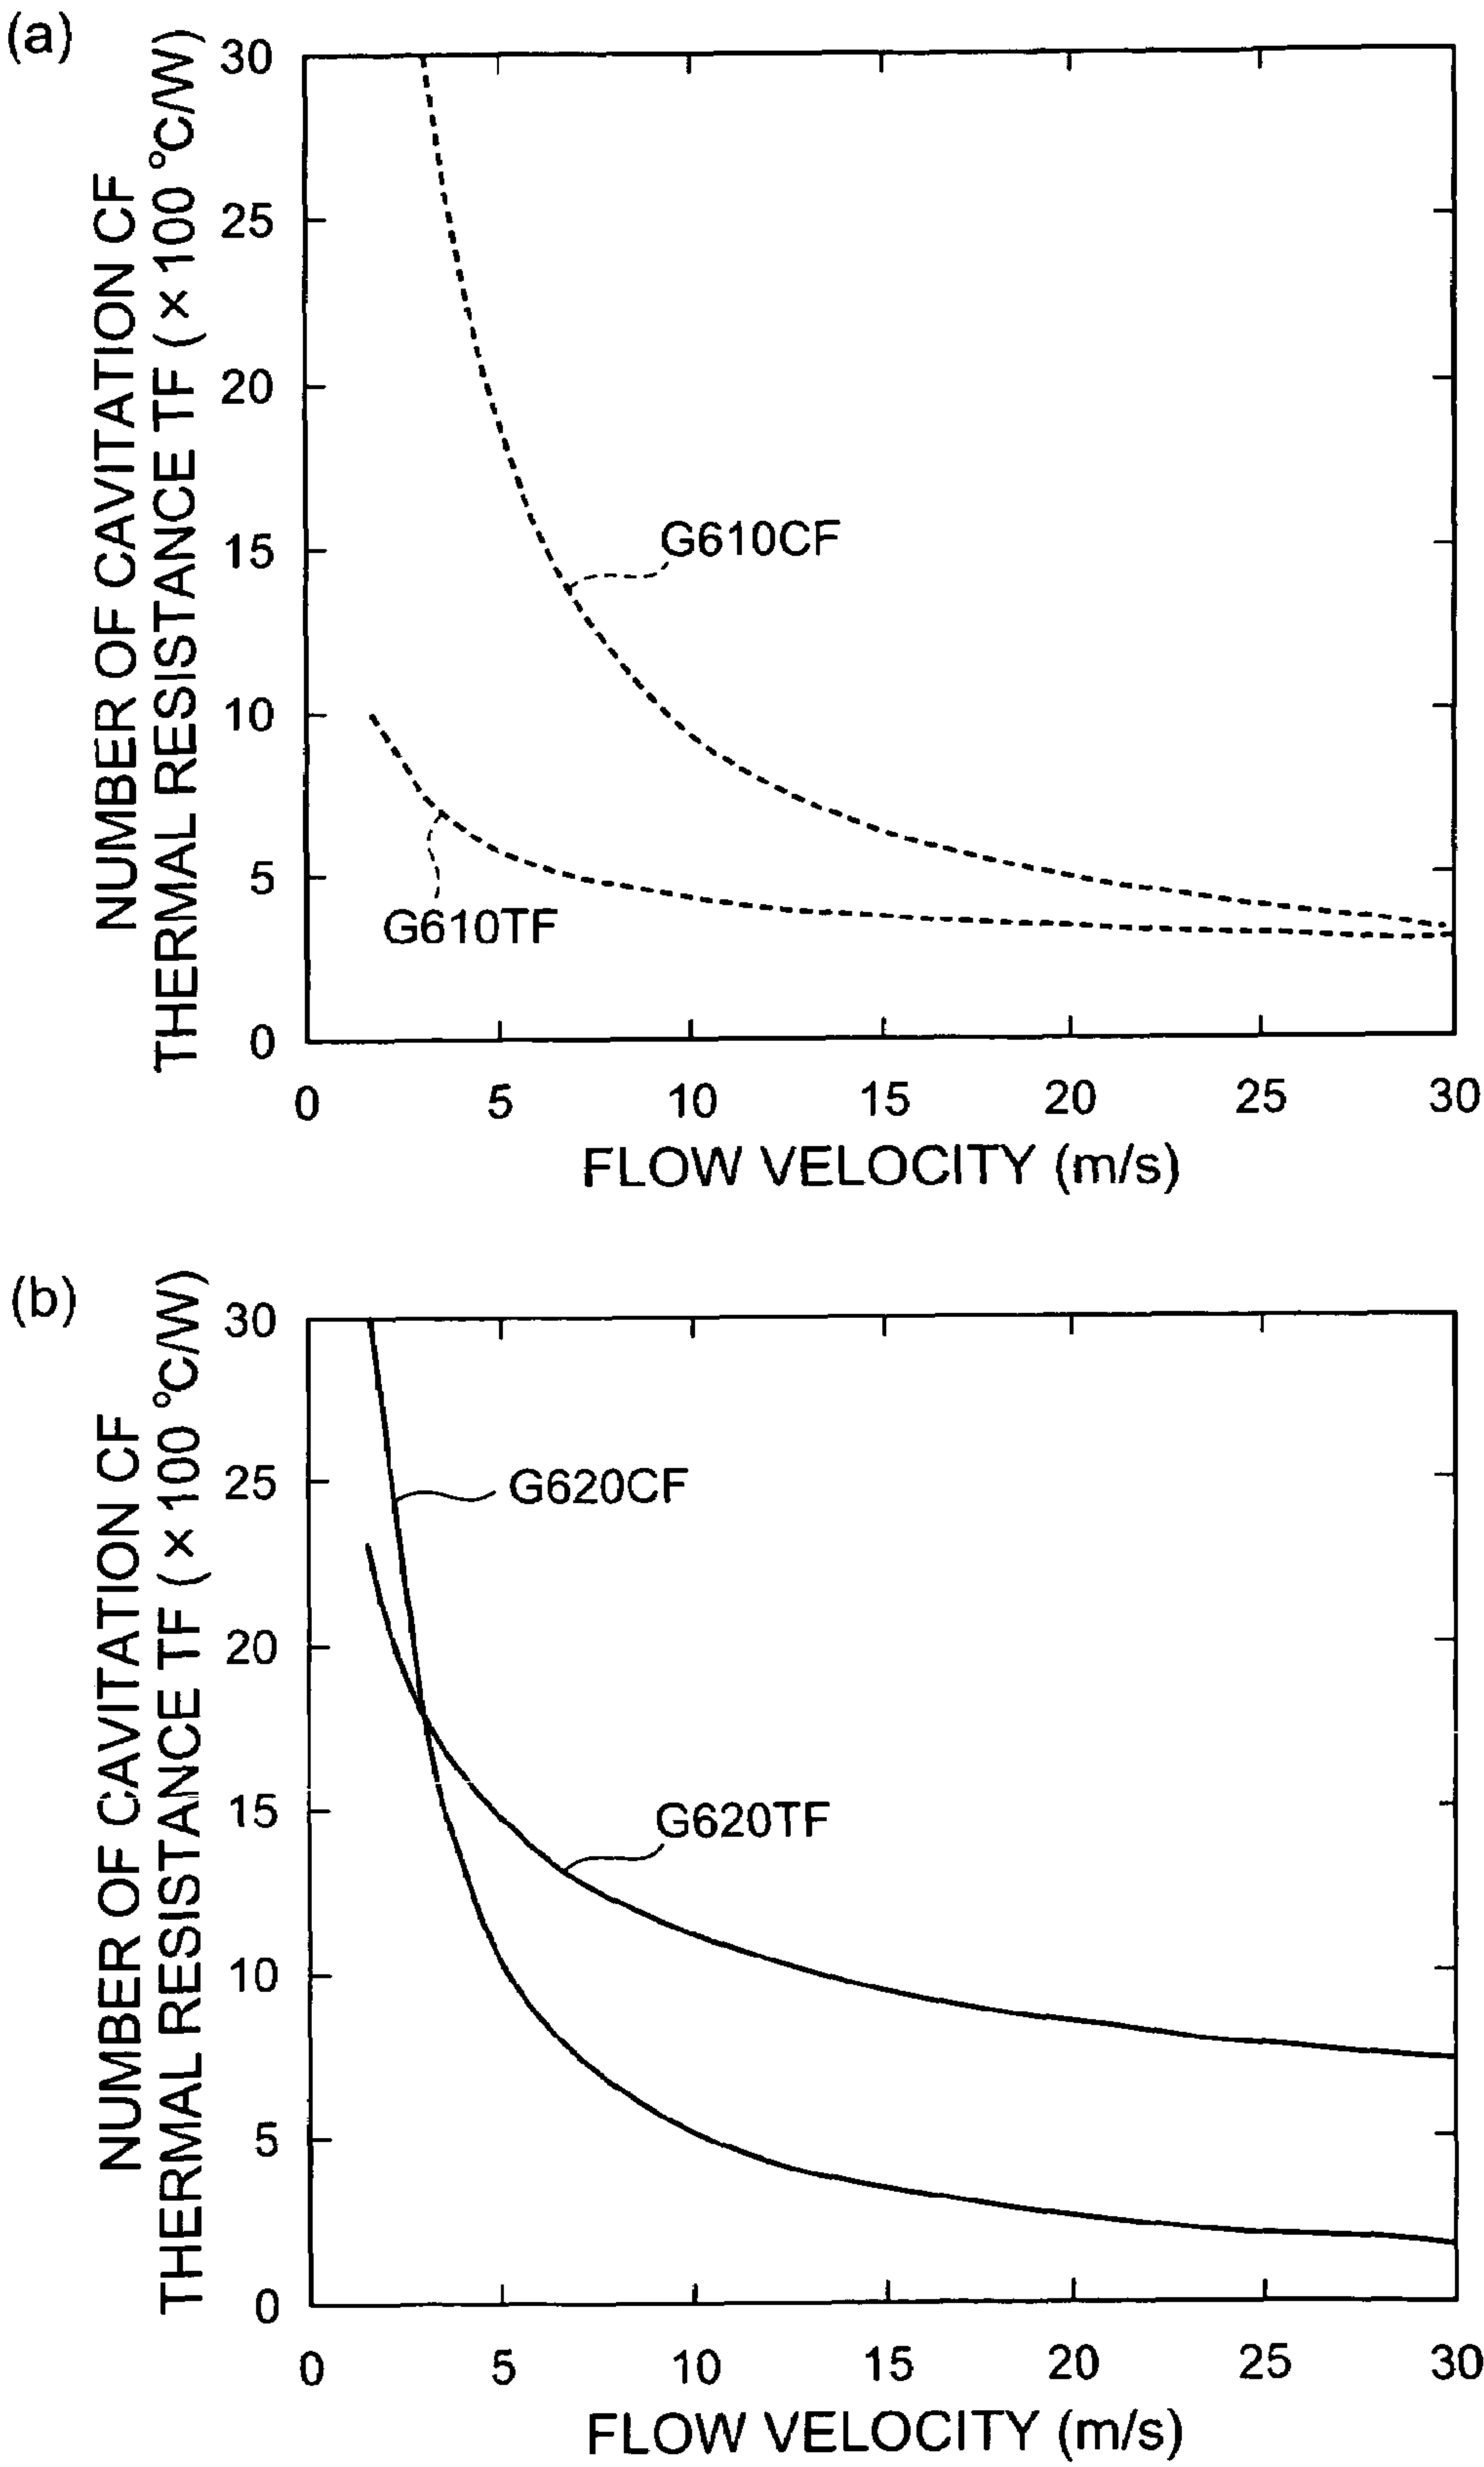 (a)
NUMBER OF CAVITATION CF
THERMAL RESISTANCE TF (×100 °C/W)
30
25
20
15
10
5
0
G610CF
G610TF
0 5 10 15 20 25 30
FLOW VELOCITY (m/s)
(b)
NUMBER OF CAVITATION CF
THERMAL RESISTANCE TF (×100 °C/W)
30
25
20
15
10
5
0
G620CF
G620TF
0 5 10 15 20 25 30
FLOW VELOCITY (m/s)